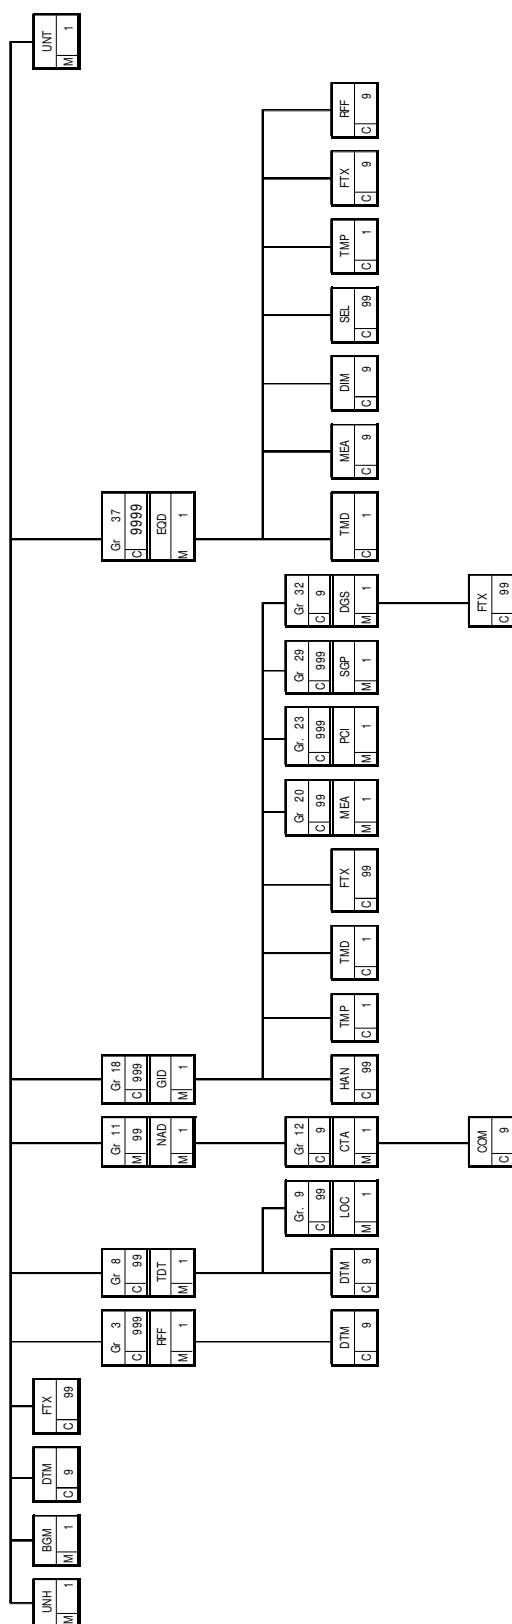 UNH
M 1
BGM
M 1
DTM
C 9
FTX
C 99
UNT
M 1
Gr 3
C 999
RFF
M 1
Gr 8
C 99
TDT
M 1
Gr 11
M 99
NAD
M 1
Gr 18
C 999
GID
M 1
Gr 37
C 9999
EQD
M 1
DTM
C 9
DTM
C 9
Gr. 9
C 99
LOC
M 1
Gr 12
C 9
CTA
M 1
HAN
C 99
TMP
C 1
TMD
C 1
FTX
C 99
Gr 20
C 99
MEA
M 1
Gr. 23
C 999
PCI
M 1
Gr 29
C 999
SGP
M 1
Gr 32
C 9
DGS
M 1
TMD
C 1
MEA
C 9
DIM
C 9
SEL
C 99
TMP
C 1
FTX
C 9
RFF
C 9
COM
C 9
FTX
C 99